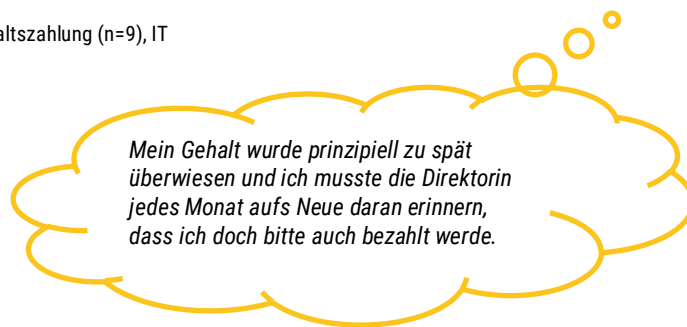 altszahlung (n=9), IT
Mein Gehalt wurde prinzipiell zu spät
überwiesen und ich musste die Direktorin
jedes Monat aufs Neue daran erinnern,
dass ich doch bitte auch bezahlt werde.